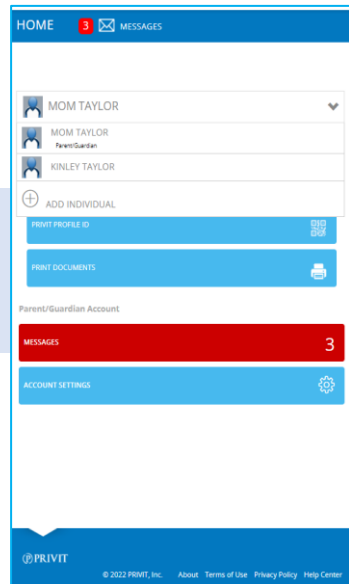 HOME 3 MESSAGES
MOM TAYLOR
MOM TAYLOR
Parent/Guardian
KINLEY TAYLOR
ADD INDIVIDUAL
PRIVIT PROFILE ID
PRINT DOCUMENTS
Parent/Guardian Account
MESSAGES 3
ACCOUNT SETTINGS
PRIVIT
© 2022 PRIVIT, Inc. About Terms of Use Privacy Policy Help Center